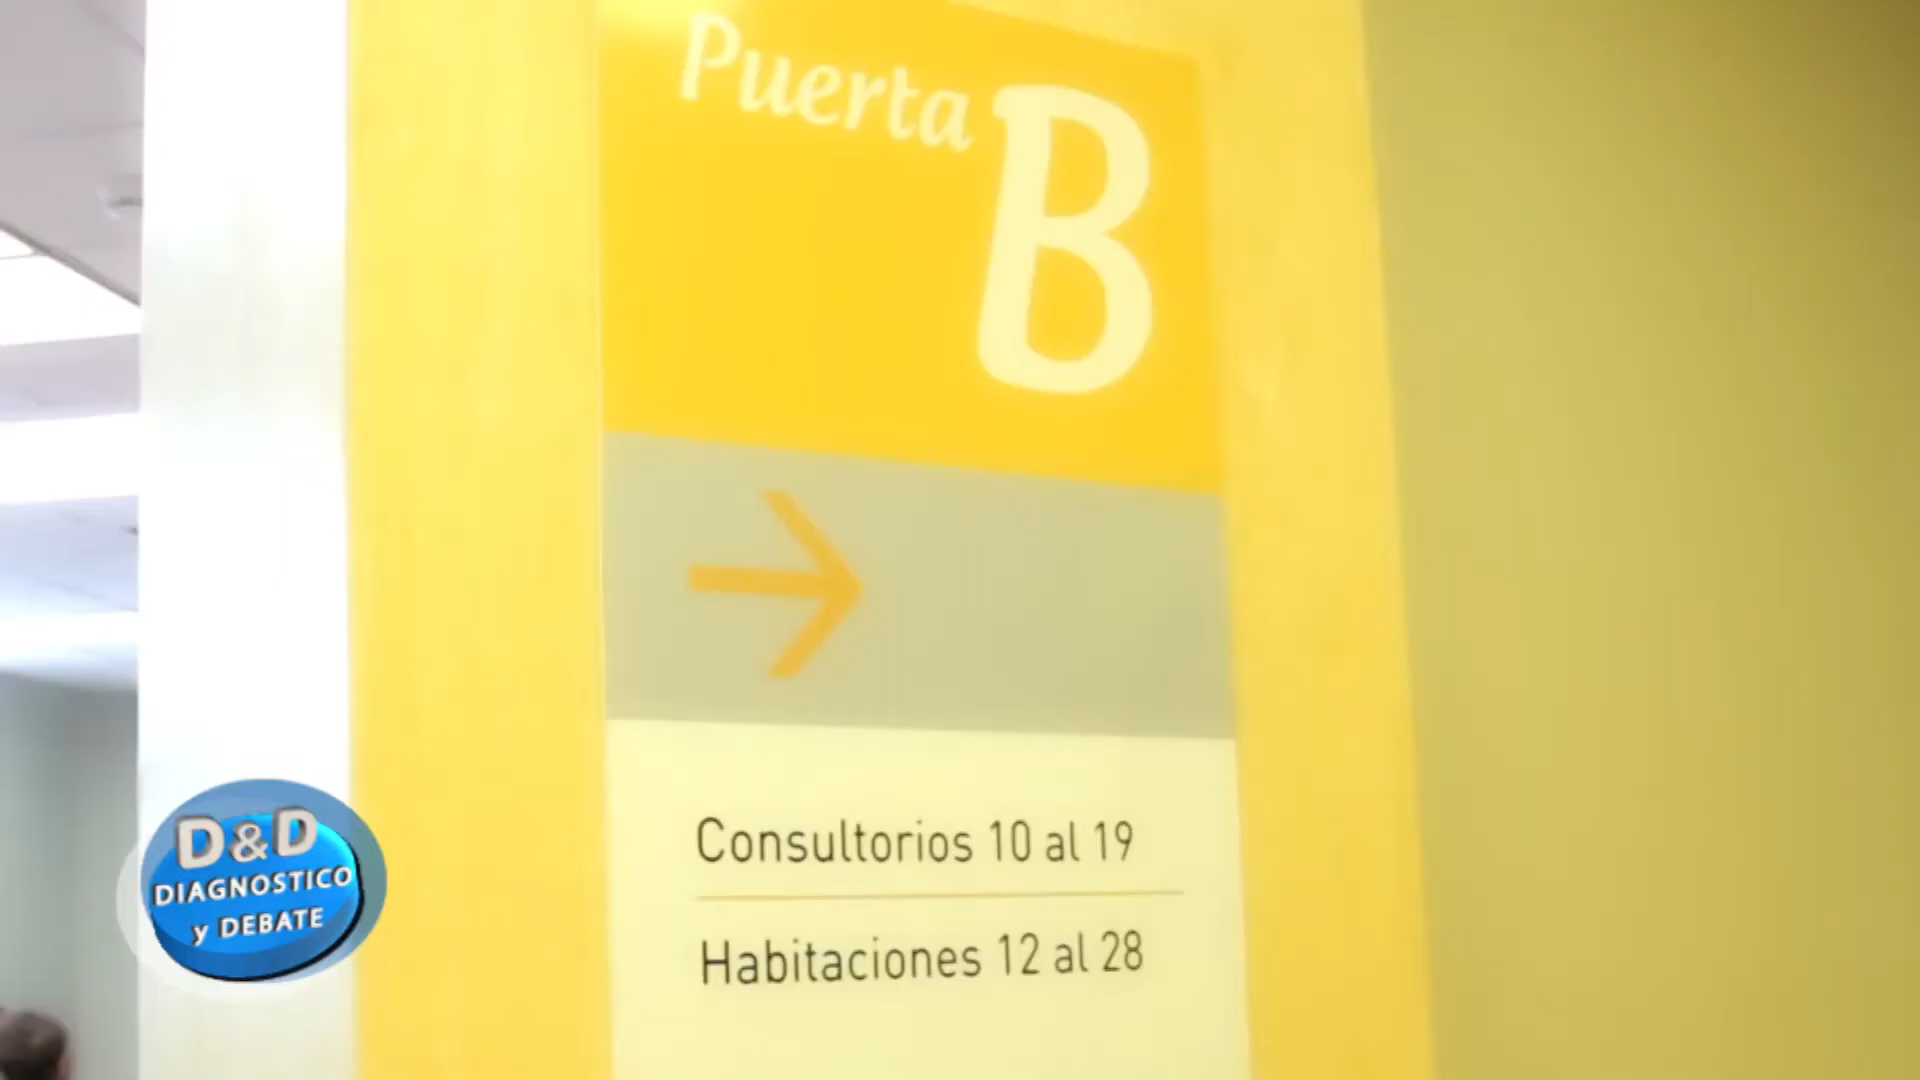 Puerta B
Consultorios 10 al 19
Habitaciones 12 al 28
D&D
DIAGNOSTICO
y DEBATE